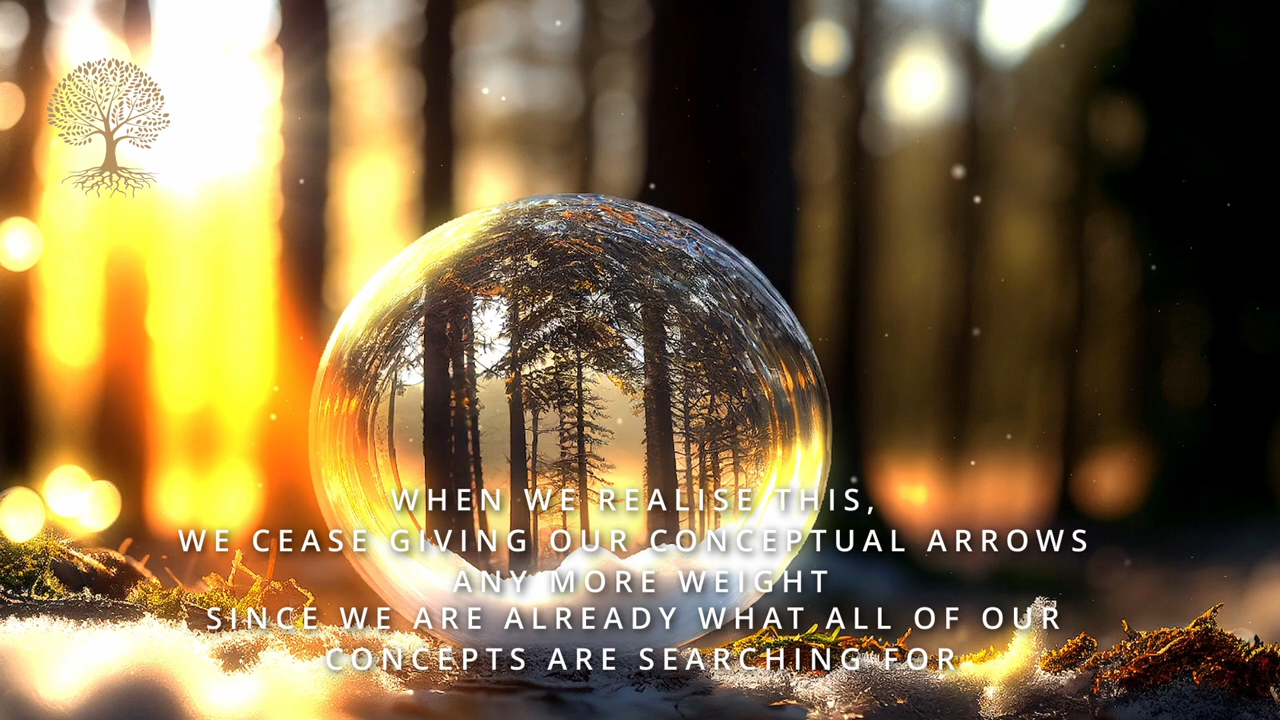 WHEN WE REALISE THIS,
WE CEASE GIVING OUR CONCEPTUAL ARROWS
ANY MORE WEIGHT
SINCE WE ARE ALREADY WHAT ALL OF OUR
CONCEPTS ARE SEARCHING FOR